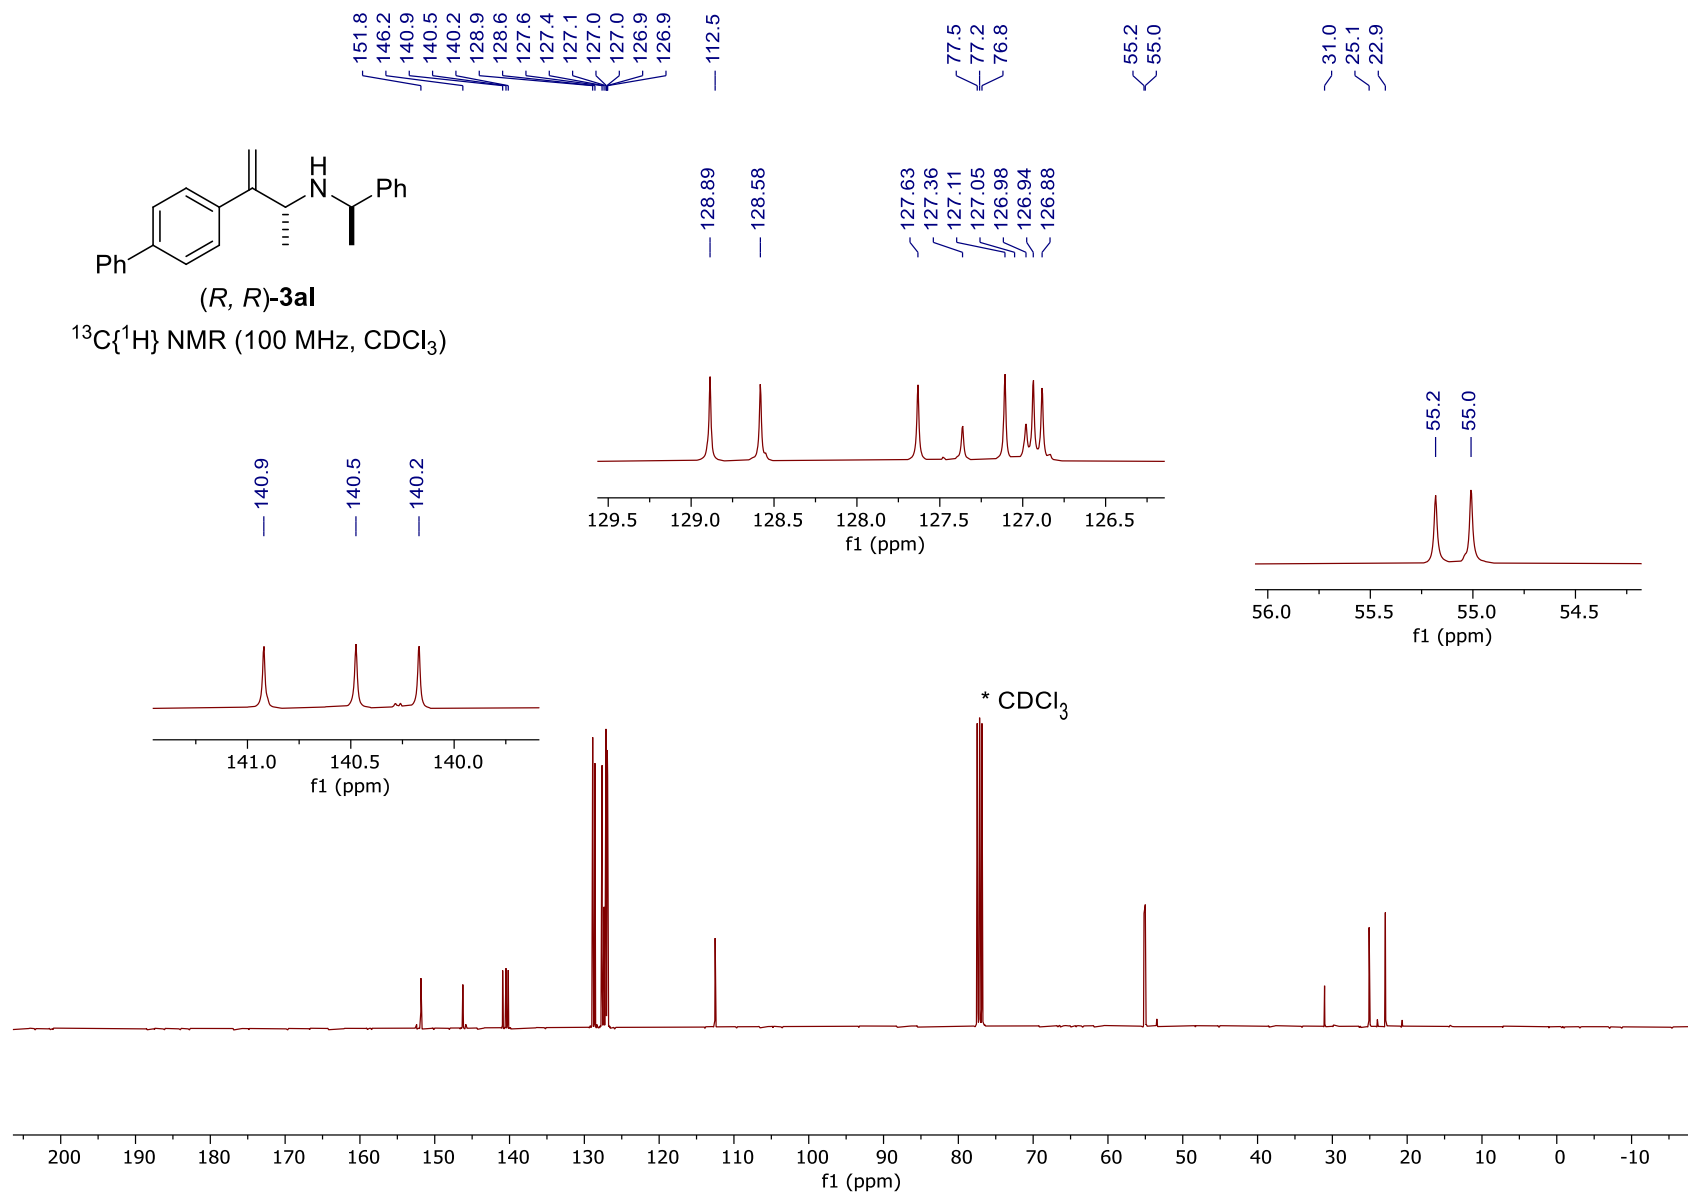 151.8
146.2
140.9
140.5
140.2
128.9
128.6
127.6
127.4
127.1
127.0
127.0
126.9
126.9
112.5
77.5
77.2
76.8
55.2
55.0
31.0
25.1
22.9
H
N
Ph
Ph
(R, R)-3al
¹³C{¹H} NMR (100 MHz, CDCl₃)
128.89
128.58
127.63
127.36
127.11
127.05
126.98
126.94
126.88
129.5 129.0 128.5 128.0 127.5 127.0 126.5
f1 (ppm)
55.2
55.0
56.0 55.5 55.0 54.5
f1 (ppm)
140.9
140.5
140.2
141.0 140.5 140.0
f1 (ppm)
* CDCl₃
200 190 180 170 160 150 140 130 120 110 100 90 80 70 60 50 40 30 20 10 0 -10
f1 (ppm)